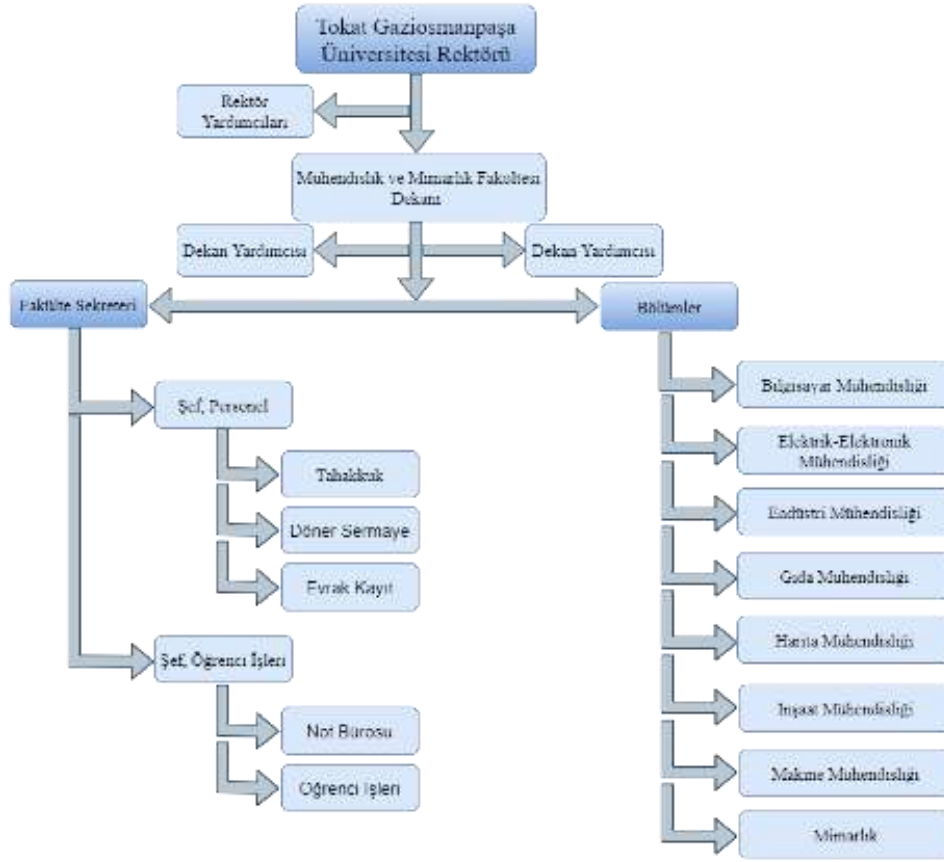 Tokat Gaziosmanpaşa
Üniversitesi Rektörü
Rektör
Yardımcıları
Mühendislik ve Mimarlık Fakültesi
Dekanı
Dekan Yardımcısı
Dekan Yardımcısı
Fakülte Sekreteri
Bölümler
Şef, Personel
Tahakkuk
Döner Sermaye
Evrak Kayıt
Şef, Öğrenci İşleri
Not Bürosu
Öğrenci İşleri
Bilgisayar Mühendisliği
Elektrik-Elektronik
Mühendisliği
Endüstri Mühendisliği
Gıda Mühendisliği
Harita Mühendisliği
İnşaat Mühendisliği
Makine Mühendisliği
Mimarlık